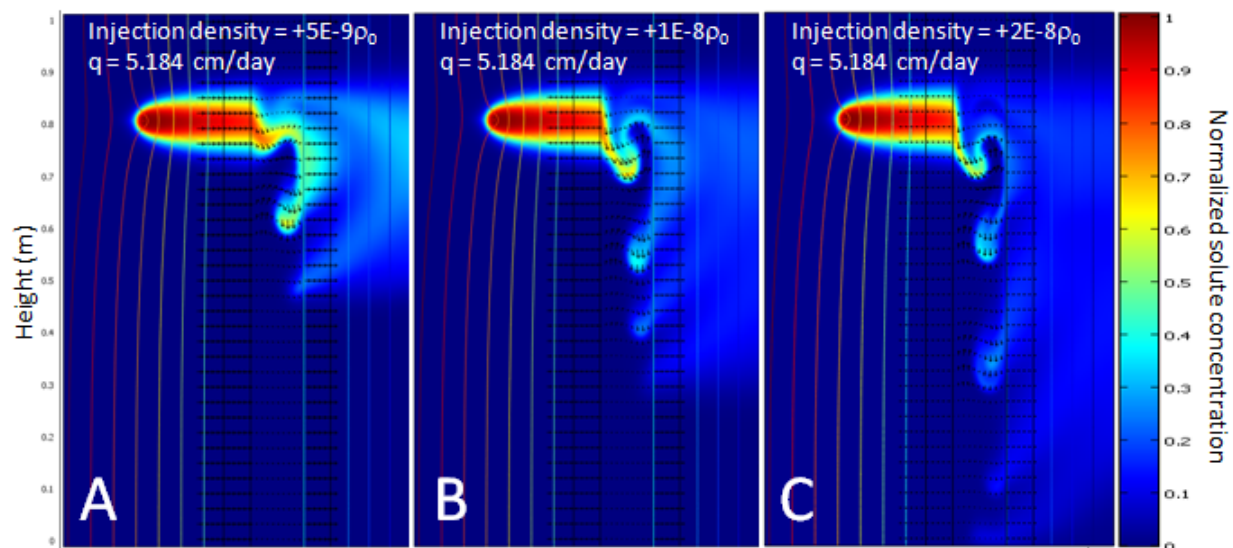 Injection density = +5E-9ρ₀
q = 5.184 cm/day
Injection density = +1E-8ρ₀
q = 5.184 cm/day
Injection density = +2E-8ρ₀
q = 5.184 cm/day
Height (m)
1
0.9
0.8
0.7
0.6
0.5
0.4
0.3
0.2
0.1
0
A
B
C
1
0.9
0.8
0.7
0.6
0.5
0.4
0.3
0.2
0.1
0
Normalized solute concentration